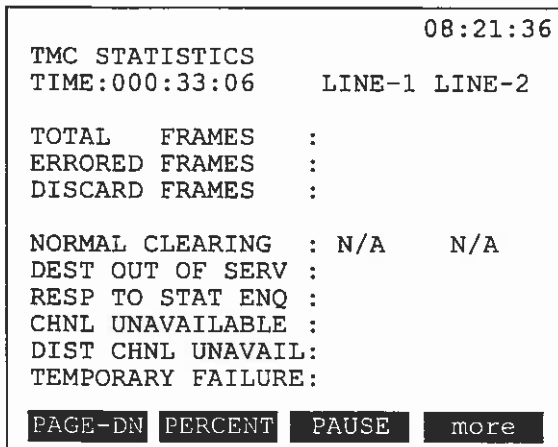 08:21:36
TMC STATISTICS
TIME:000:33:06 LINE-1 LINE-2
TOTAL FRAMES :
ERRORED FRAMES :
DISCARD FRAMES :
NORMAL CLEARING : N/A N/A
DEST OUT OF SERV :
RESP TO STAT ENQ :
CHNL UNAVAILABLE :
DIST CHNL UNAVAIL:
TEMPORARY FAILURE:
PAGE-DN PERCENT PAUSE more